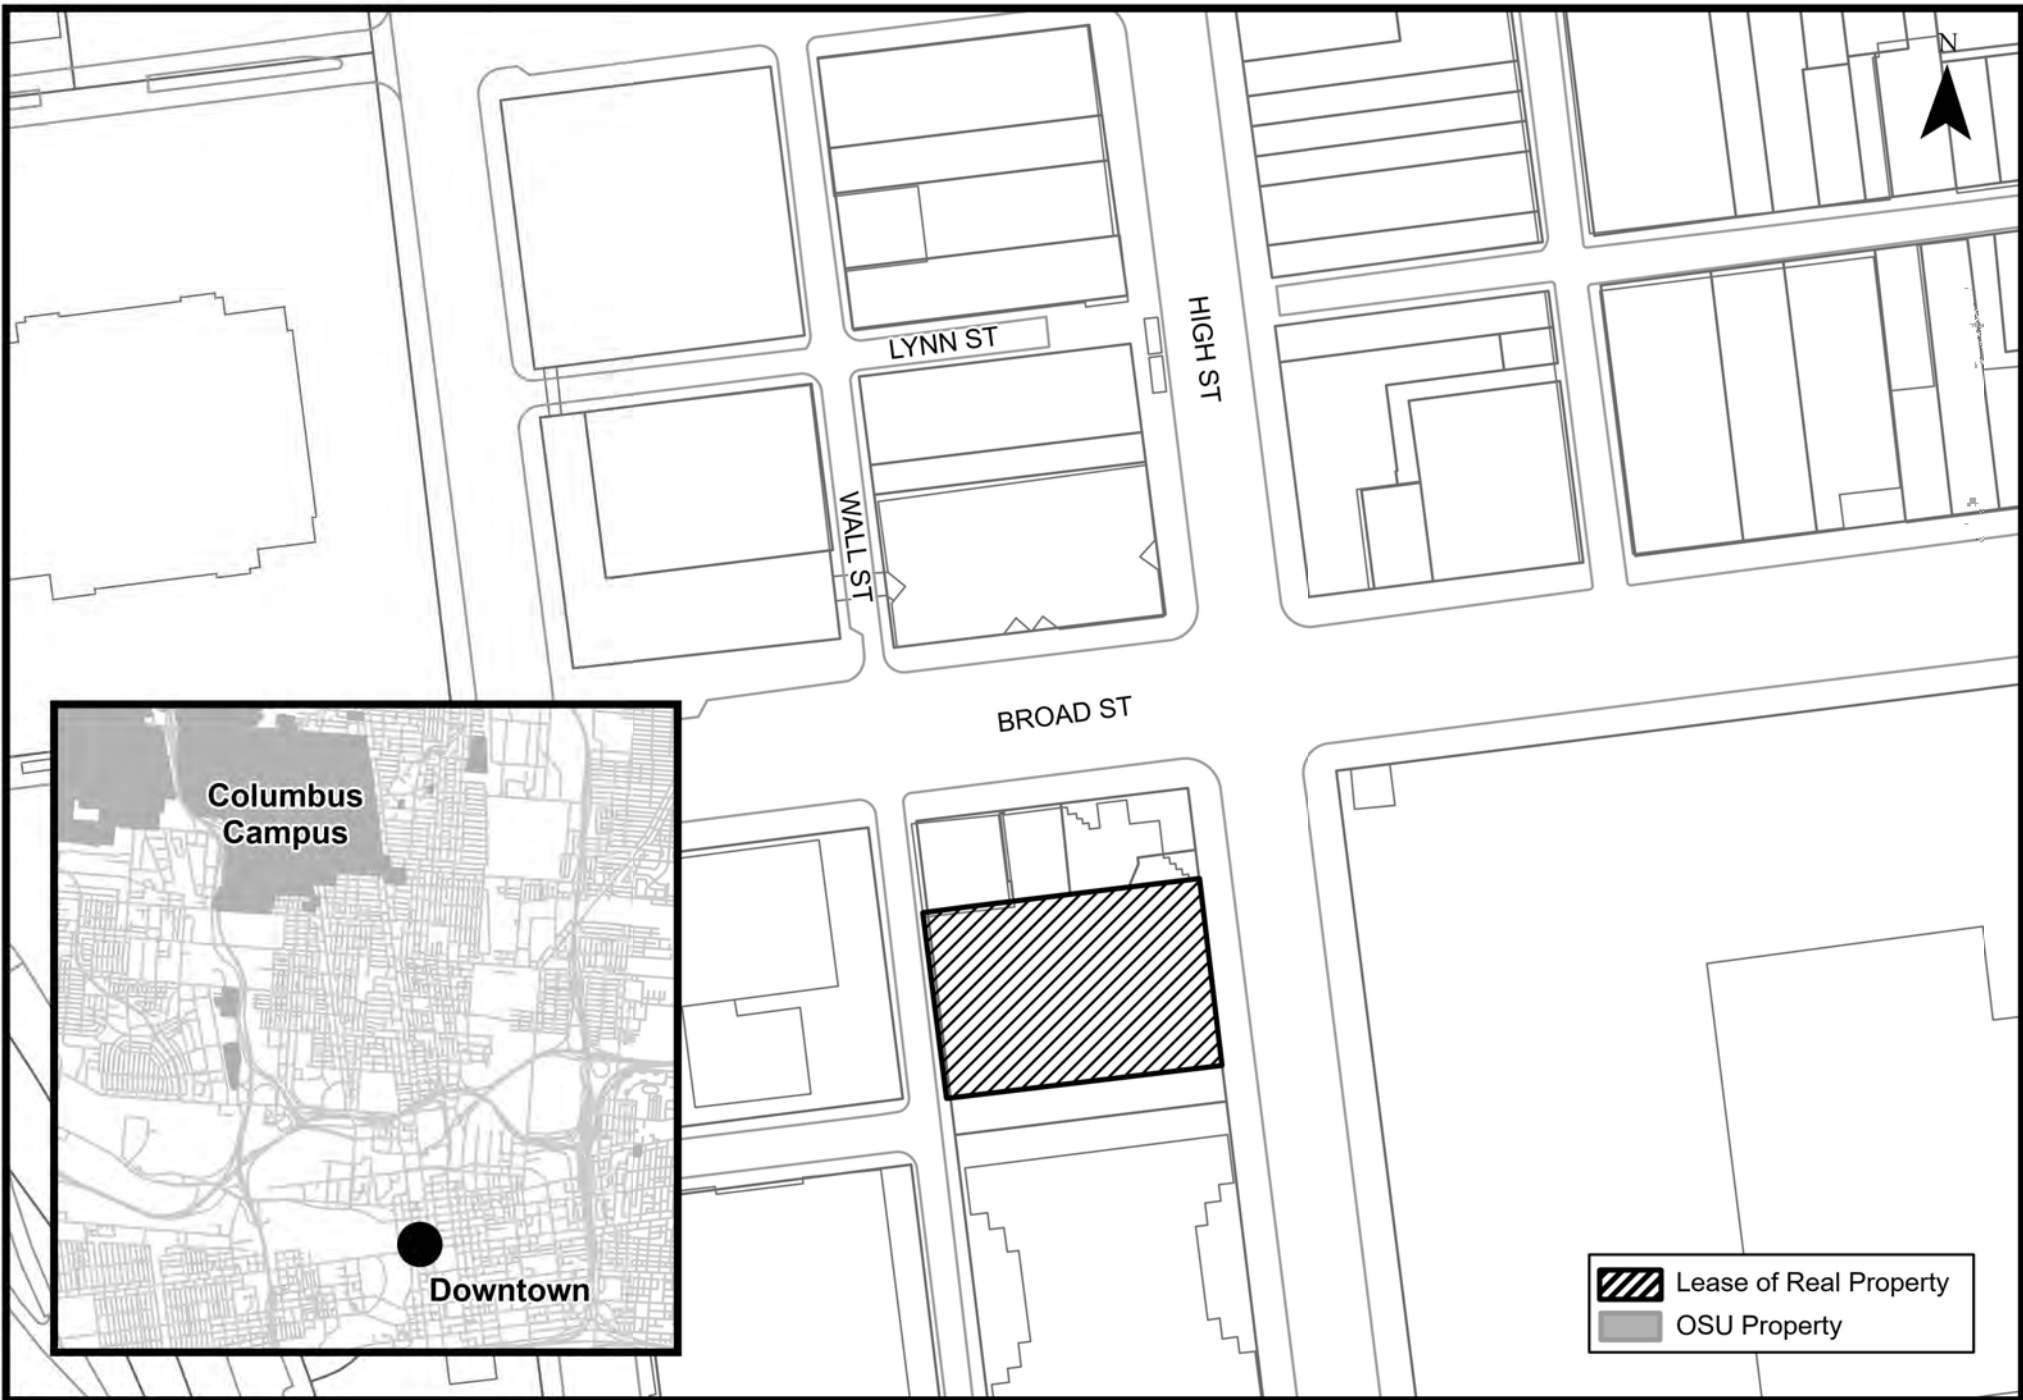 N
LYNN ST
HIGH ST
WALL ST
BROAD ST
Columbus
Campus
Downtown
Lease of Real Property
OSU Property